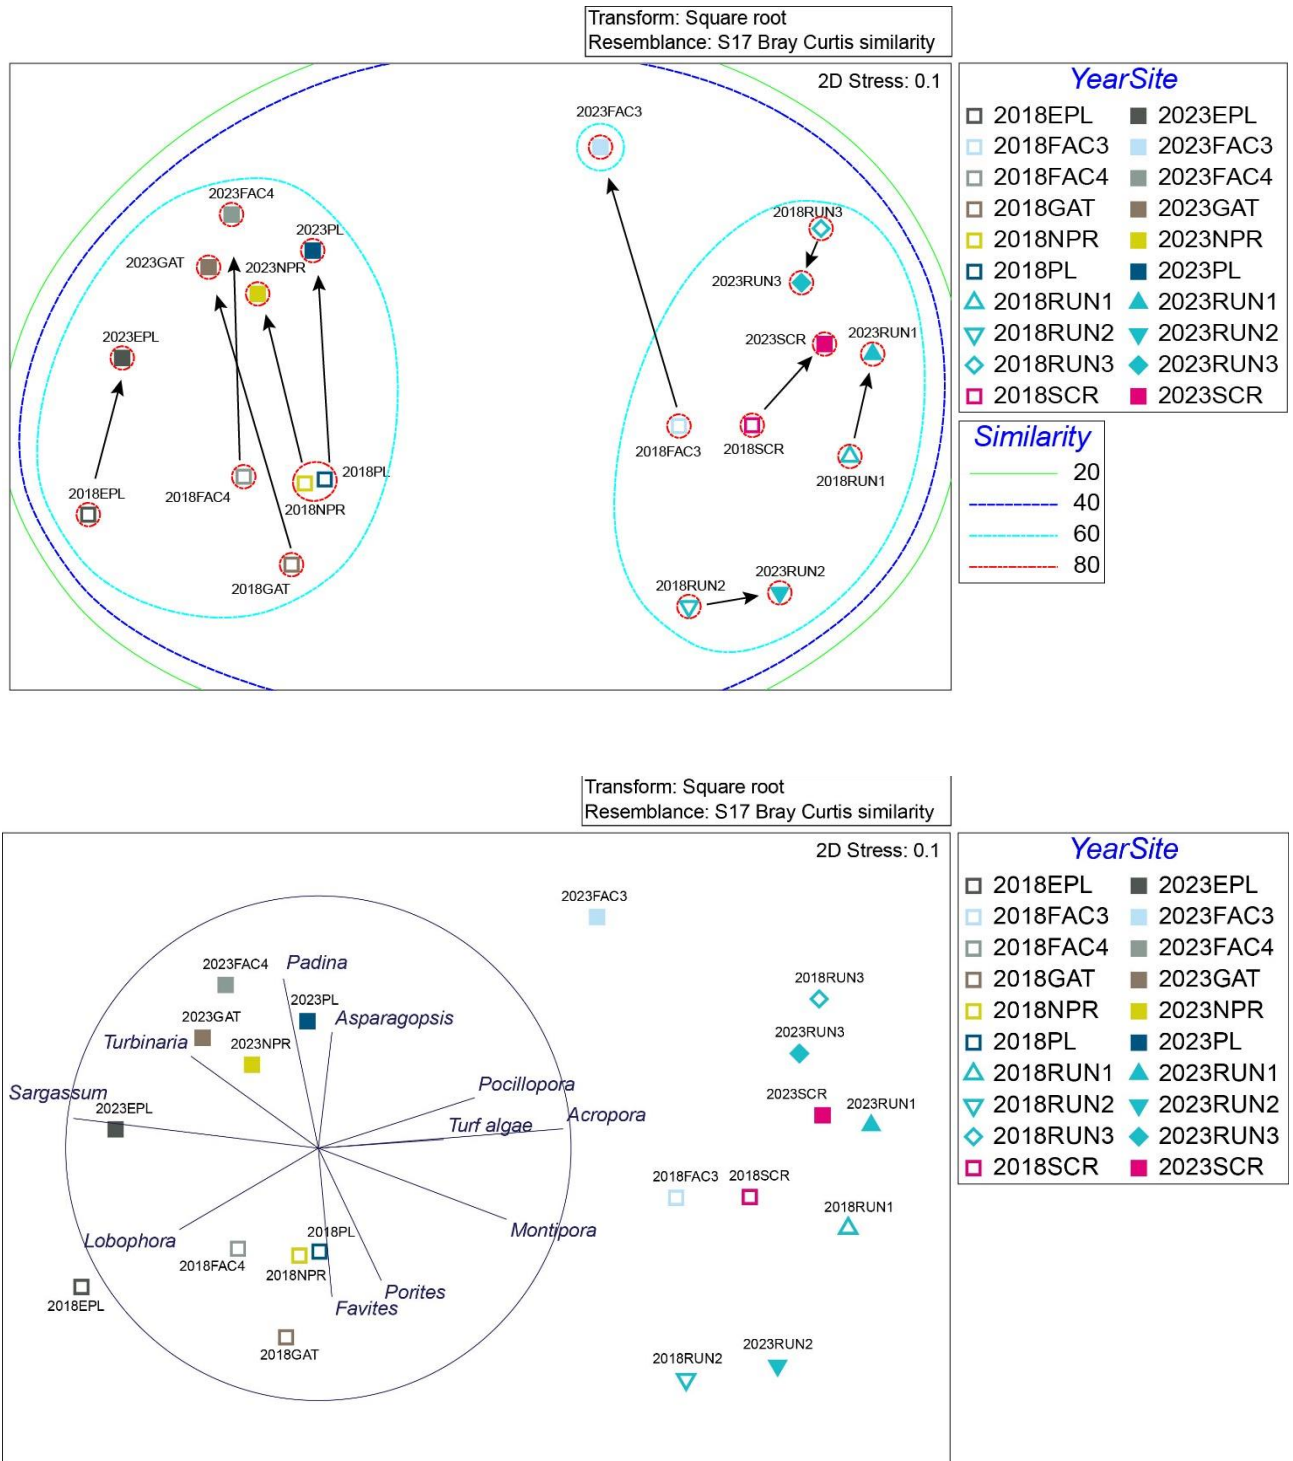 Transform: Square root
Resemblance: S17 Bray Curtis similarity
2D Stress: 0.1
2023FAC3
2023FAC4
2018RUN3
2023PL
2023GAT
2023NPR
2023RUN3
2023EPL
2023SCR
2023RUN1
2018FAC3
2018SCR
2018RUN1
2018PL
2018FAC4
2018EPL
2018NPR
2018GAT
2018RUN2
2023RUN2
YearSite
2018EPL 2023EPL
2018FAC3 2023FAC3
2018FAC4 2023FAC4
2018GAT 2023GAT
2018NPR 2023NPR
2018PL 2023PL
2018RUN1 2023RUN1
2018RUN2 2023RUN2
2018RUN3 2023RUN3
2018SCR 2023SCR
Similarity
20
40
60
80
Transform: Square root
Resemblance: S17 Bray Curtis similarity
2D Stress: 0.1
2023FAC3
2023FAC4
Padina
2018RUN3
2023PL
2023GAT
Asparagopsis
Turbinaria
2023NPR
2023RUN3
Sargassum
Pocillopora
2023EPL
Turf algae
Acropora
2023SCR
2023RUN1
2018FAC3
2018SCR
2018RUN1
Montipora
Lobophora
2018PL
2018FAC4
2018NPR
Porites
2018EPL
Favites
2018GAT
2018RUN2
2023RUN2
YearSite
2018EPL 2023EPL
2018FAC3 2023FAC3
2018FAC4 2023FAC4
2018GAT 2023GAT
2018NPR 2023NPR
2018PL 2023PL
2018RUN1 2023RUN1
2018RUN2 2023RUN2
2018RUN3 2023RUN3
2018SCR 2023SCR